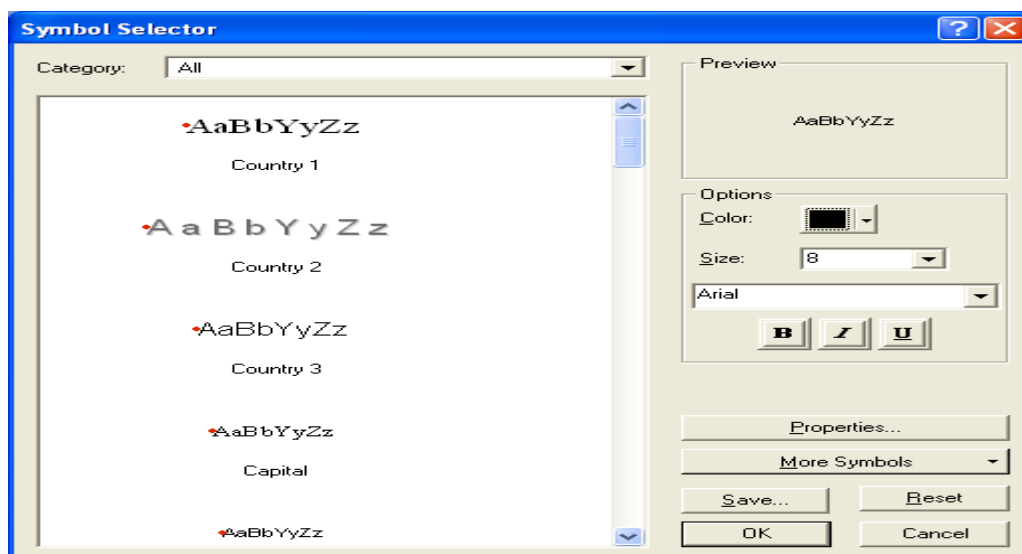 Symbol Selector
Category: All
AaBbYyZz
Country 1
AaBbYyZz
Country 2
AaBbYyZz
Country 3
AaBbYyZz
Capital
AaBbYyZz
Preview
AaBbYyZz
Options
Color:
Size: 8
Arial
B I U
Properties...
More Symbols
Save... Reset
OK Cancel